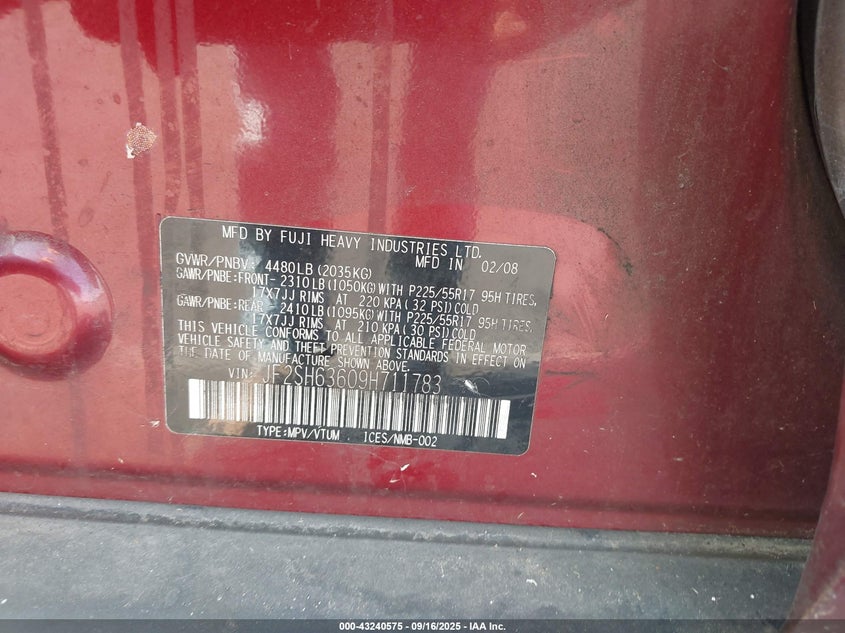 MFD BY FUJI HEAVY INDUSTRIES LTD.
GVWR/PNBV: 4480LB (2035KG) MFD IN 02/08
GAWR/PNBE:FRONT- 2310LB (1050KG) WITH P225/55R17 95H TIRES,
17X7JJ RIMS AT 220 KPA (32 PSI) COLD
GAWR/PNBE:REAR - 2410LB (1095KG) WITH P225/55R17 95H TIRES,
17X7JJ RIMS AT 210 KPA (30 PSI) COLD
THIS VEHICLE CONFORMS TO ALL APPLICABLE FEDERAL MOTOR
VEHICLE SAFETY AND THEFT PREVENTION STANDARDS IN EFFECT ON
THE DATE OF MANUFACTURE SHOWN ABOVE.
VIN: JF2SH63609H711783
TYPE:MPV/VTUM ICES/NMB-002
000-43240575 - 09/16/2025 - IAA Inc.